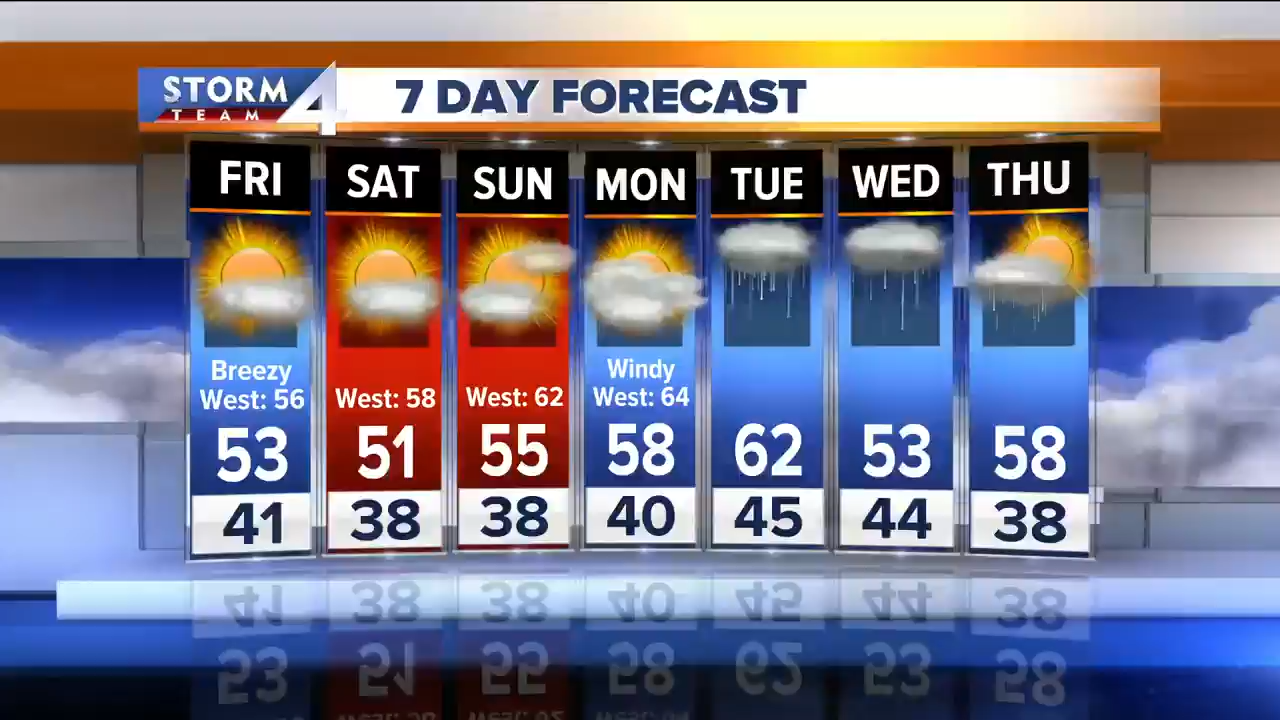 STORM
TEAM
4
7 DAY FORECAST
FRI SAT SUN MON TUE WED THU
Breezy Windy
West: 56 West: 58 West: 62 West: 64
53 51 55 58 62 53 58
41 38 38 40 45 44 38